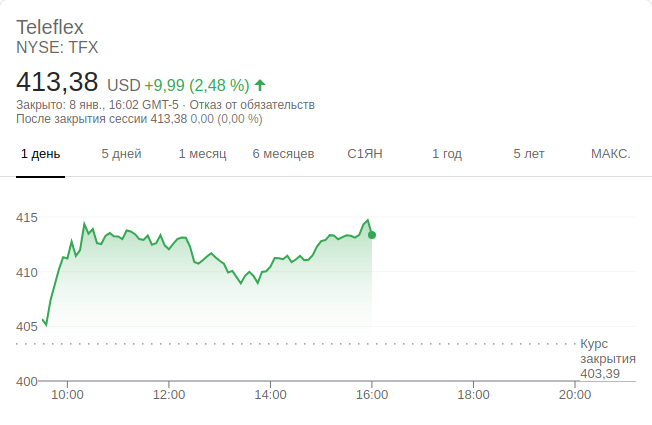 Teleflex
NYSE: TFX
413,38 USD +9,99 (2,48 %)
Закрыто: 8 янв., 16:02 GMT-5 · Отказ от обязательств
После закрытия сессии 413,38 0,00 (0,00 %)
1 день 5 дней 1 месяц 6 месяцев С1ЯН 1 год 5 лет МАКС.
415
410
405
Курс
закрытия
403,39
400
10:00 12:00 14:00 16:00 18:00 20:00